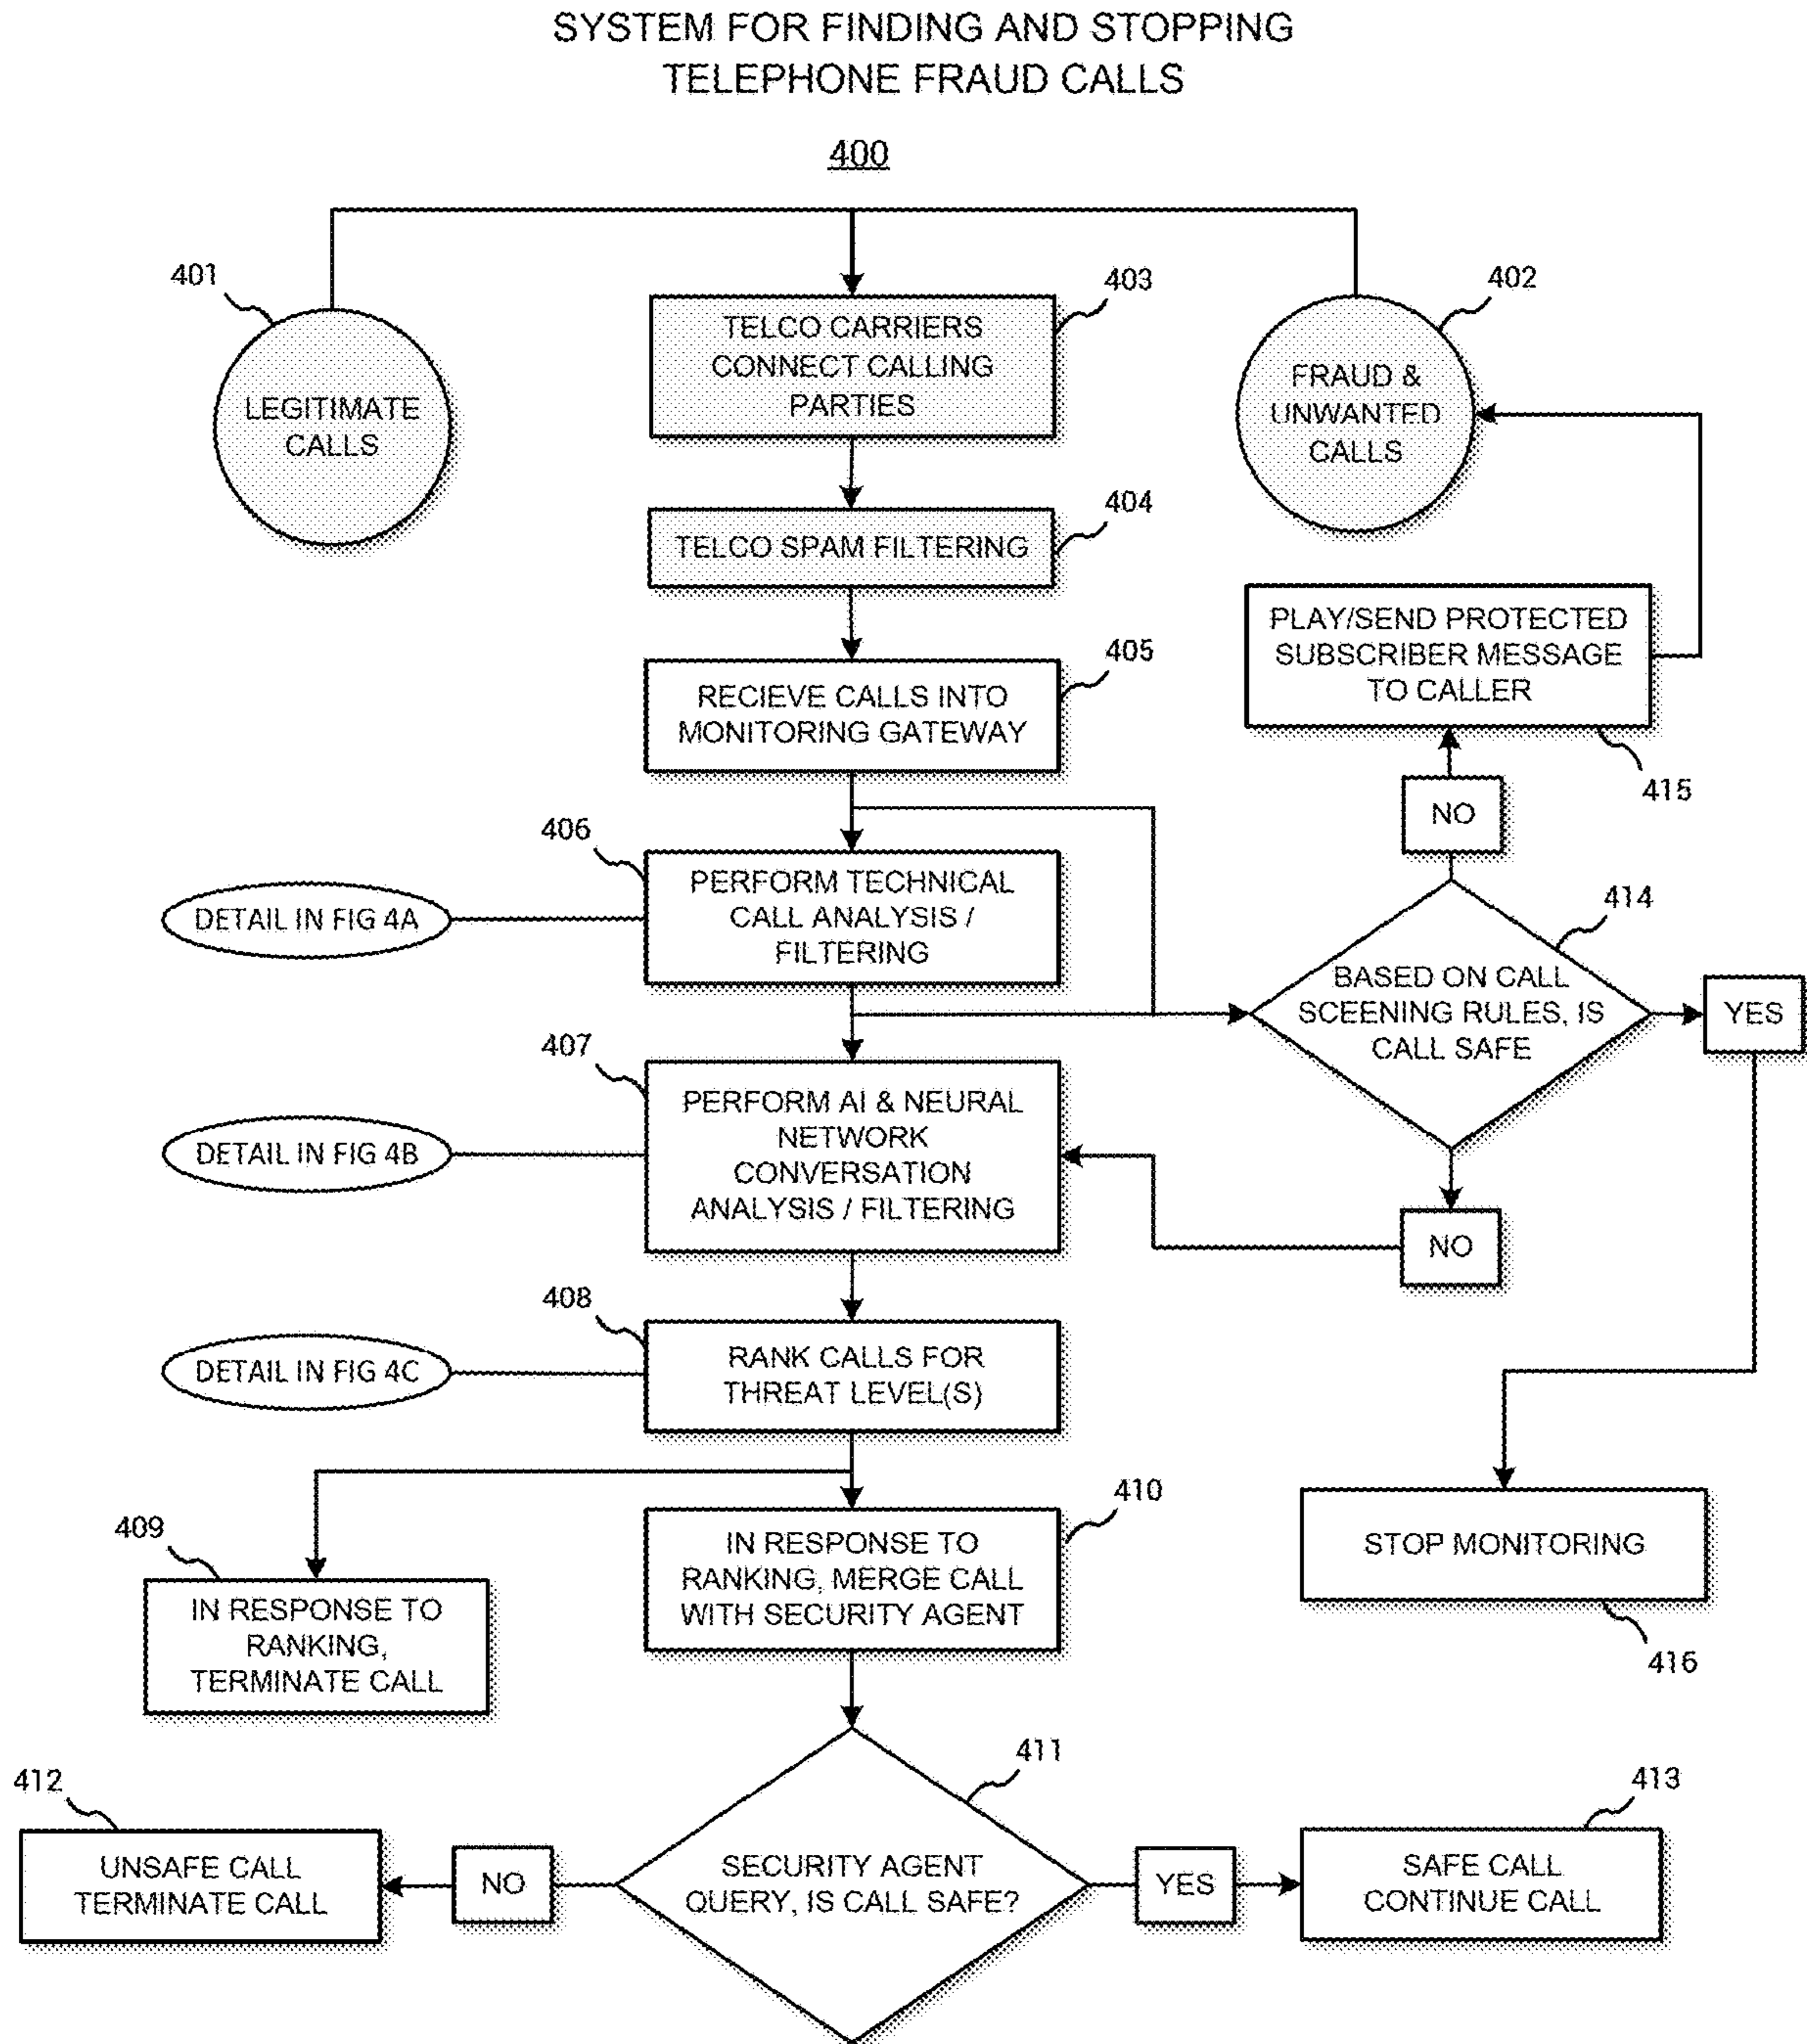 SYSTEM FOR FINDING AND STOPPING
TELEPHONE FRAUD CALLS
400
401
LEGITIMATE
CALLS
403
TELCO CARRIERS
CONNECT CALLING
PARTIES
402
FRAUD &
UNWANTED
CALLS
404
TELCO SPAM FILTERING
405
RECIEVE CALLS INTO
MONITORING GATEWAY
PLAY/SEND PROTECTED
SUBSCRIBER MESSAGE
TO CALLER
415
NO
406
PERFORM TECHNICAL
CALL ANALYSIS /
FILTERING
DETAIL IN FIG 4A
414
BASED ON CALL
SCEENING RULES, IS
CALL SAFE
YES
407
PERFORM AI & NEURAL
NETWORK
CONVERSATION
ANALYSIS / FILTERING
DETAIL IN FIG 4B
NO
408
RANK CALLS FOR
THREAT LEVEL(S)
DETAIL IN FIG 4C
409
IN RESPONSE TO
RANKING,
TERMINATE CALL
410
IN RESPONSE TO
RANKING, MERGE CALL
WITH SECURITY AGENT
STOP MONITORING
416
411
SECURITY AGENT
QUERY, IS CALL SAFE?
412
UNSAFE CALL
TERMINATE CALL
NO
YES
413
SAFE CALL
CONTINUE CALL